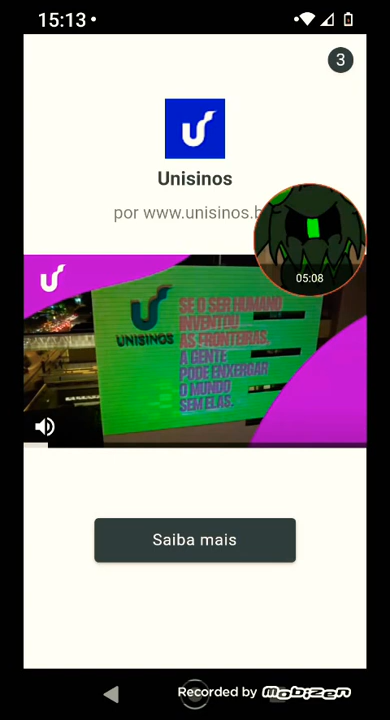 15:13
3
Unisinos
por www.unisinos.b
05:08
UNISINOS
SE O SER HUMANO
INVENTOU
AS FRONTEIRAS,
A GENTE
PODE ENXERGAR
O MUNDO
SEM ELAS.
Saiba mais
Recorded by Mobizen